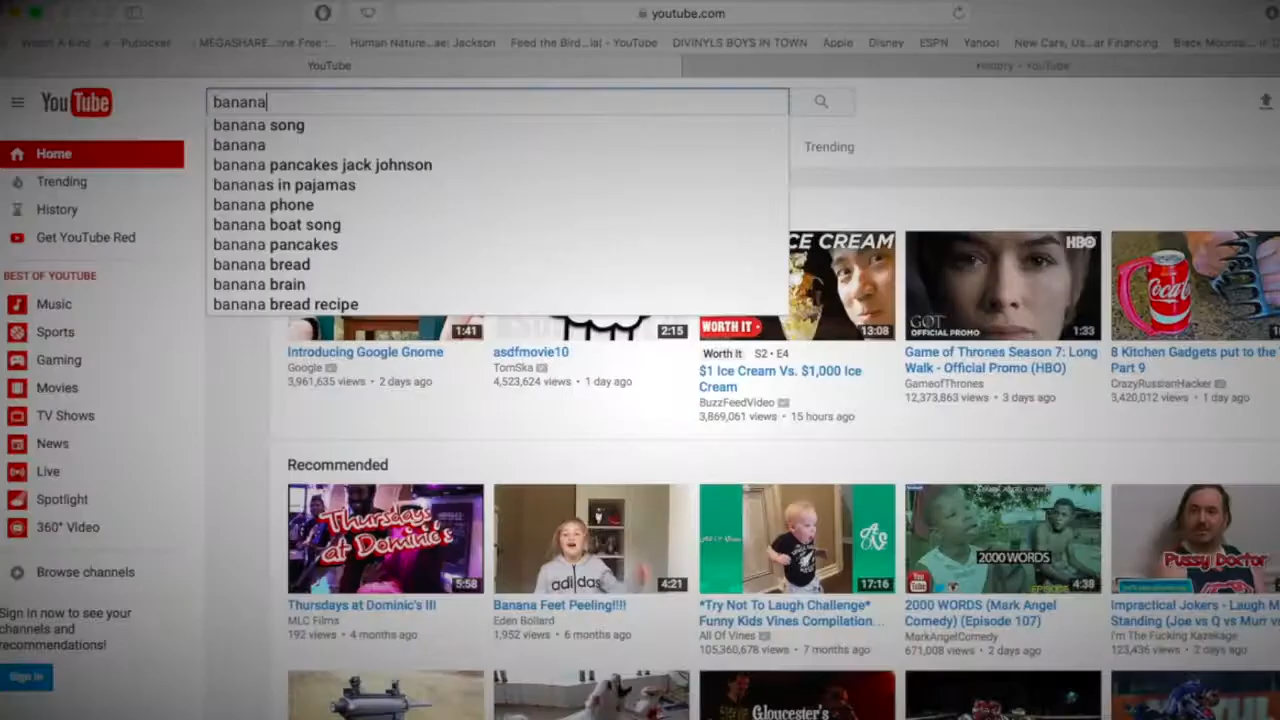 youtube.com
Human Nature...ael Jackson
Feed the Bird...ial - YouTube
DIVINYLS BOYS IN TOWN
Apple
Disney
ESPN
Yahoo!
New Cars, Us...ar Financing
YouTube
History - YouTube
YouTube
banana
Home
Trending
History
Get YouTube Red
BEST OF YOUTUBE
Music
Sports
Gaming
Movies
TV Shows
News
Live
Spotlight
360° Video
Browse channels
Sign in now to see your
channels and
recommendations!
Sign in
banana song
banana
banana pancakes jack johnson
bananas in pajamas
banana phone
banana boat song
banana pancakes
banana bread
banana brain
banana bread recipe
Trending
1:41
Introducing Google Gnome
Google
3,961,635 views • 2 days ago
2:15
asdfmovie10
TomSka
4,523,624 views • 1 day ago
ICE CREAM
WORTH IT
13:08
Worth It S2 • E4
$1 Ice Cream Vs. $1,000 Ice
Cream
BuzzFeedVideo
3,869,061 views • 15 hours ago
HBO
GOT
OFFICIAL PROMO
1:33
Game of Thrones Season 7: Long
Walk - Official Promo (HBO)
GameofThrones
12,373,863 views • 3 days ago
Coca
8 Kitchen Gadgets put to the
Part 9
CrazyRussianHacker
3,420,012 views • 1 day ago
Recommended
Thursdays
at Dominic's
5:58
Thursdays at Dominic's III
MLC Films
192 views • 4 months ago
adidas
4:21
Banana Feet Peeling!!!!
Eden Bollard
1,952 views • 6 months ago
17:16
*Try Not To Laugh Challenge*
Funny Kids Vines Compilation...
All Of Vines
105,360,678 views • 7 months ago
2000 WORDS
You Tube
EPISODE
4:38
2000 WORDS (Mark Angel
Comedy) (Episode 107)
MarkAngelComedy
671,008 views • 2 days ago
Pussy Doctor
Impractical Jokers - Laugh M
Standing (Joe vs Q vs Murr v
I'm The Fucking Kazekage
123,436 views • 2 days ago
Gloucester's